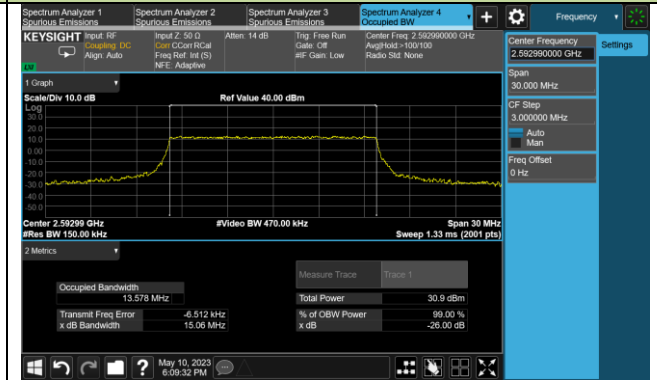 Spectrum Analyzer 1
Spurious Emissions
Spectrum Analyzer 2
Spurious Emissions
Spectrum Analyzer 3
Spurious Emissions
Spectrum Analyzer 4
Occupied BW
Frequency
KEYSIGHT
Input: RF
Coupling: DC
Align: Auto
Input Z: 50 Ω
Corr CCorr RCal
Freq Ref: Int (S)
NFE: Adaptive
Atten: 14 dB
Trig: Free Run
Gate: Off
#IF Gain: Low
Center Freq: 2.592990000 GHz
Avg|Hold:>100/100
Radio Std: None
Center Frequency
2.592990000 GHz
Settings
Span
30.000 MHz
CF Step
3.000000 MHz
Auto
Man
Freq Offset
0 Hz
1 Graph
Scale/Div 10.0 dB
Ref Value 40.00 dBm
Log
30.0
20.0
10.0
0.00
-10.0
-20.0
-30.0
-40.0
-50.0
Center 2.59299 GHz
#Video BW 470.00 kHz
Span 30 MHz
#Res BW 150.00 kHz
Sweep 1.33 ms (2001 pts)
2 Metrics
Measure Trace
Trace 1
Occupied Bandwidth
13.578 MHz
Total Power
30.9 dBm
Transmit Freq Error
-6.512 kHz
% of OBW Power
99.00 %
x dB Bandwidth
15.06 MHz
x dB
-26.00 dB
May 10, 2023
6:09:32 PM